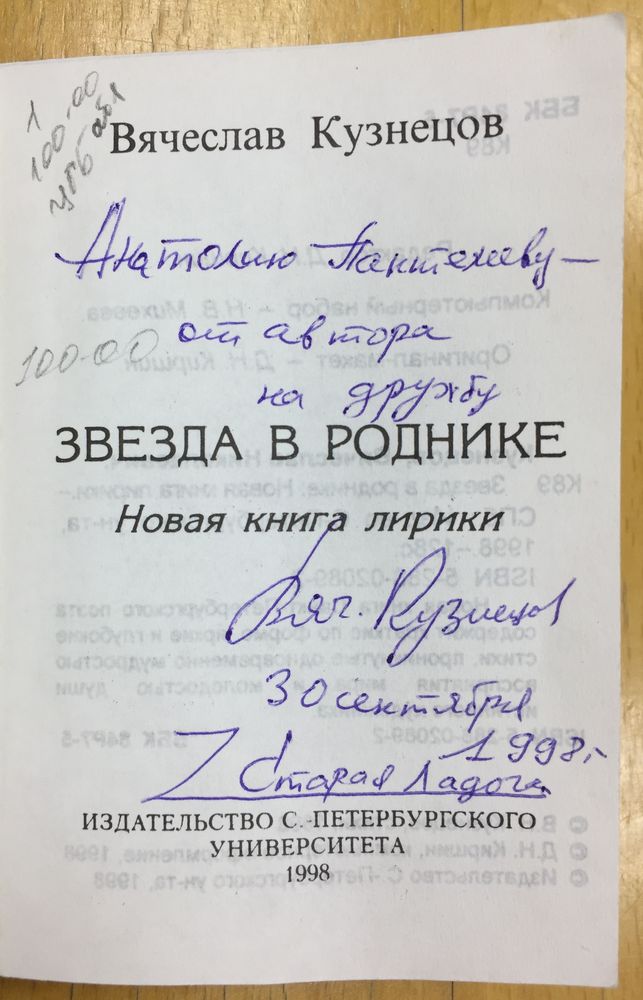 1
100-00
Вячеслав Кузнецов
Анатолию Пантелееву —
от автора
100-00
на дружбу
ЗВЕЗДА В РОДНИКЕ
Новая книга лирики
Вяч Кузнецов
30 сентября
1998,-
Старая Ладога
ИЗДАТЕЛЬСТВО С.-ПЕТЕРБУРГСКОГО
УНИВЕРСИТЕТА
1998